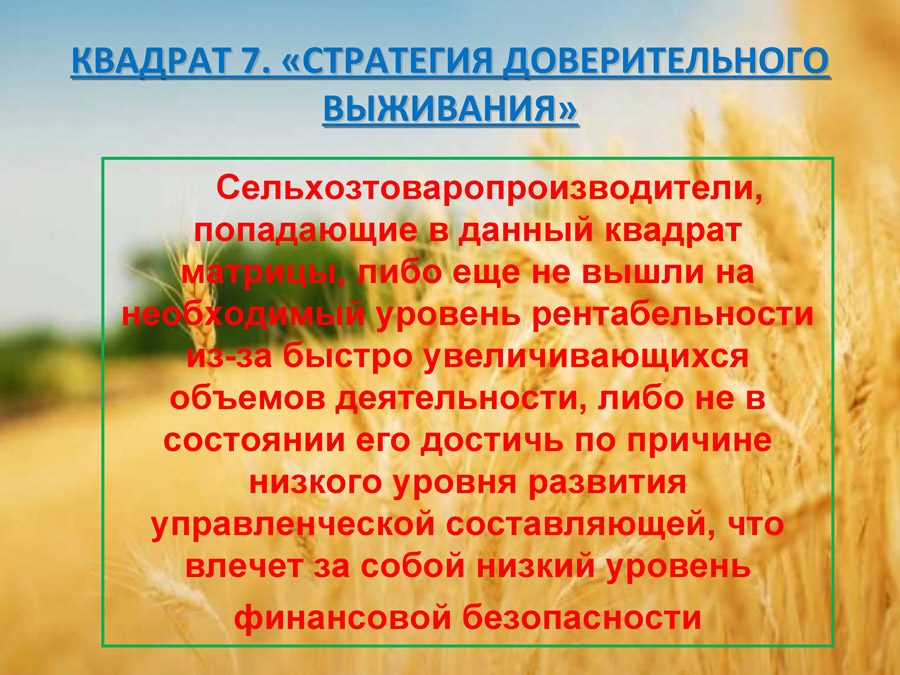 КВАДРАТ 7. «СТРАТЕГИЯ ДОВЕРИТЕЛЬНОГО
ВЫЖИВАНИЯ»
Сельхозтоваропроизводители,
попадающие в данный квадрат
матрицы, либо еще не вышли на
необходимый уровень рентабельности
из-за быстро увеличивающихся
объемов деятельности, либо не в
состоянии его достичь по причине
низкого уровня развития
управленческой составляющей, что
влечет за собой низкий уровень
финансовой безопасности